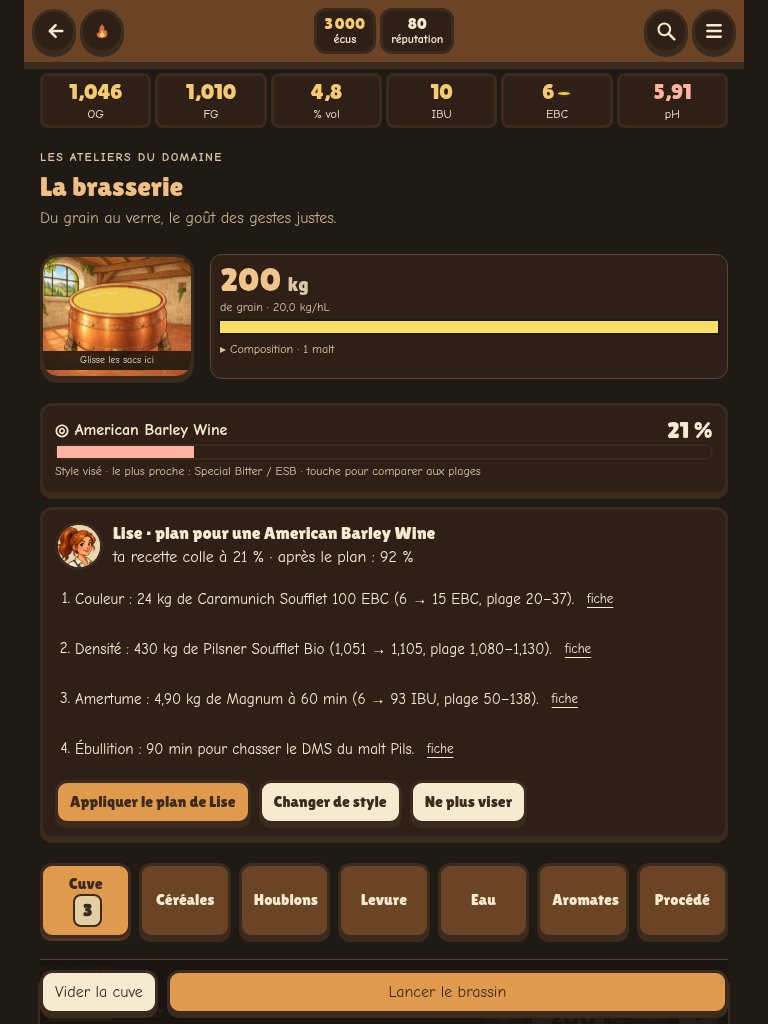 3 000
écus
80
réputation
1,046
OG
1,010
FG
4,8
% vol
10
IBU
6
EBC
5,91
pH
LES ATELIERS DU DOMAINE
La brasserie
Du grain au verre, le goût des gestes justes.
Glisse les sacs ici
200 kg
de grain · 20,0 kg/hL
▸ Composition · 1 malt
◎ American Barley Wine
21 %
Style visé · le plus proche : Special Bitter / ESB · touche pour comparer aux plages
Lise · plan pour une American Barley Wine
ta recette colle à 21 % · après le plan : 92 %
1. Couleur : 24 kg de Caramunich Soufflet 100 EBC (6 → 15 EBC, plage 20–37). fiche
2. Densité : 430 kg de Pilsner Soufflet Bio (1,051 → 1,105, plage 1,080–1,130). fiche
3. Amertume : 4,90 kg de Magnum à 60 min (6 → 93 IBU, plage 50–138). fiche
4. Ébullition : 90 min pour chasser le DMS du malt Pils. fiche
Appliquer le plan de Lise
Changer de style
Ne plus viser
Cuve
3
Céréales
Houblons
Levure
Eau
Aromates
Procédé
Vider la cuve
Lancer le brassin